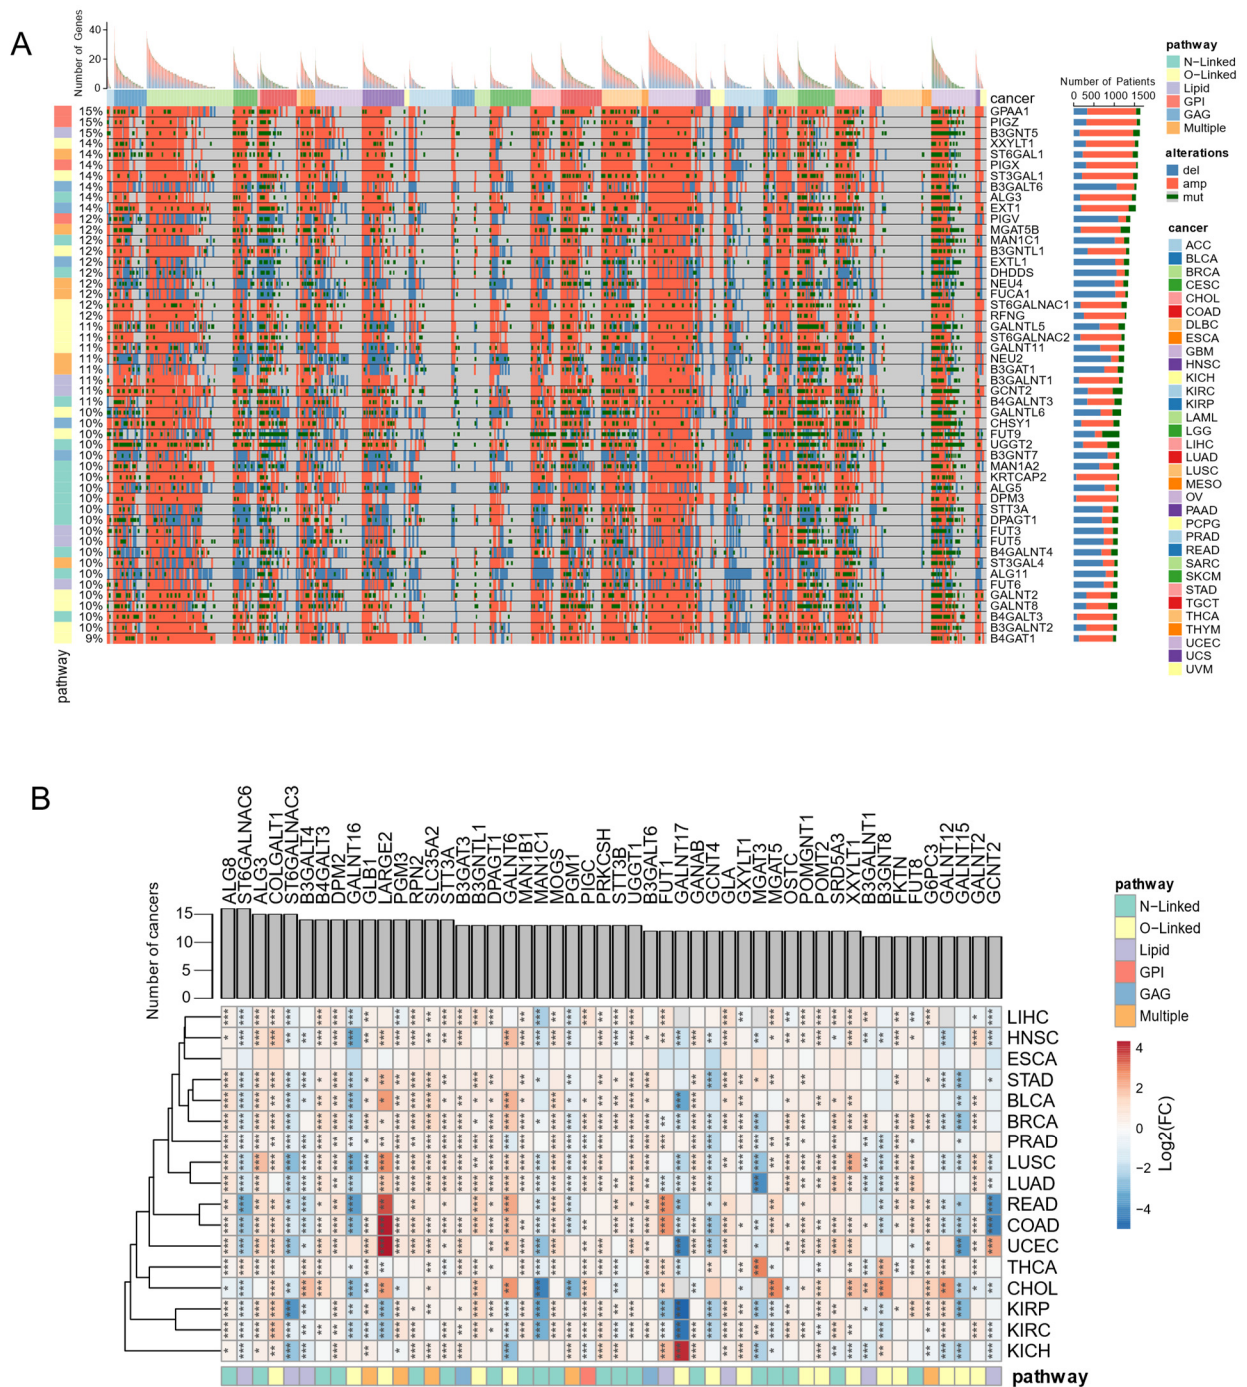 A
Number of Genes
40
20
0
cancer
15% GPAA1
15% PIGZ
15% B3GNT5
14% XXYLT1
14% ST6GAL1
14% PIGX
14% ST3GAL1
14% B3GALT6
14% ALG3
14% EXT1
12% PIGV
12% MGAT5B
12% MAN1C1
12% B3GNTL1
12% EXTL1
12% DHDDS
12% NEU4
12% FUCA1
12% ST6GALNAC1
12% RFNG
11% GALNTL5
11% ST6GALNAC2
11% GALNT11
11% NEU2
11% B3GAT1
11% B3GALNT1
11% GCNT2
11% B4GALNT3
10% GALNTL6
10% CHSY1
10% FUT9
10% UGGT2
10% B3GNT7
10% MAN1A2
10% KRTCAP2
10% ALG5
10% DPM3
10% STT3A
10% DPAGT1
10% FUT3
10% FUT5
10% B4GALNT4
10% ST3GAL4
10% ALG11
10% FUT6
10% GALNT2
10% GALNT8
10% B4GALT3
10% B3GALNT2
9% B4GAT1
pathway
Number of Patients
0 500 1000 1500
pathway
N-Linked
O-Linked
Lipid
GPI
GAG
Multiple
alterations
del
amp
mut
cancer
ACC
BLCA
BRCA
CESC
CHOL
COAD
DLBC
ESCA
GBM
HNSC
KICH
KIRC
KIRP
LAML
LGG
LIHC
LUAD
LUSC
MESO
OV
PAAD
PCPG
PRAD
READ
SARC
SKCM
STAD
TGCT
THCA
THYM
UCEC
UCS
UVM
B
ALG8
ST6GALNAC6
ALG3
COLGALT1
ST6GALNAC3
B3GALT4
B4GALT3
DPM2
GALNT16
GLB1
LARGE2
PGM3
RPN2
SLC35A2
STT3A
B3GAT3
B3GNTL1
DPAGT1
GALNT6
MAN1B1
MAN1C1
MOGS
PGM1
PIGC
PRKCSH
STT3B
UGGT1
B3GALT6
FUT1
GALNT17
GANAB
GCNT4
GLA
GXYLT1
MGAT3
MGAT5
OSTC
POMGNT1
POMT2
SRD5A3
XXYLT1
B3GALNT1
B3GNT8
FKTN
FUT8
G6PC3
GALNT12
GALNT15
GALNT2
GCNT2
Number of cancers
15
10
5
0
LIHC
HNSC
ESCA
STAD
BLCA
BRCA
PRAD
LUSC
LUAD
READ
COAD
UCEC
THCA
CHOL
KIRP
KIRC
KICH
pathway
pathway
N-Linked
O-Linked
Lipid
GPI
GAG
Multiple
4
2
0
−2
−4
Log2(FC)